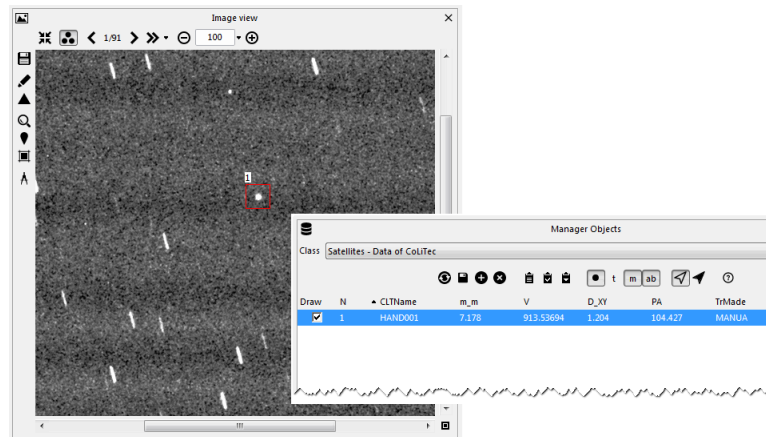 Image view
1/91
100
1
Manager Objects
Class Satellites - Data of CoLiTec
t m ab
Draw N CLTName m_m V D_XY PA TrMade
1 HAND001 7.178 913.53694 1.204 104.427 MANUA